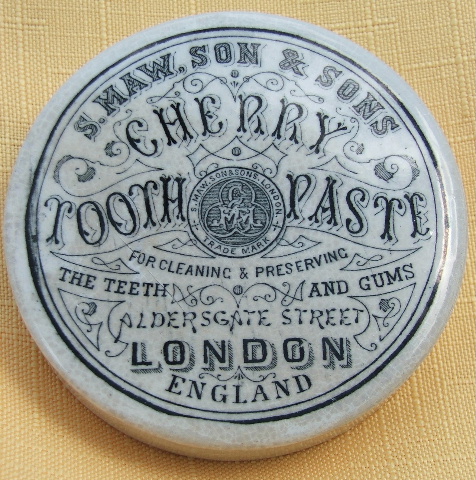 S. MAW, SON & SONS
CHERRY
TOOTH PASTE
S. MAW, SON & SONS, LONDON.
TRADE MARK
FOR CLEANING & PRESERVING
THE TEETH AND GUMS
ALDERSGATE STREET
LONDON
ENGLAND